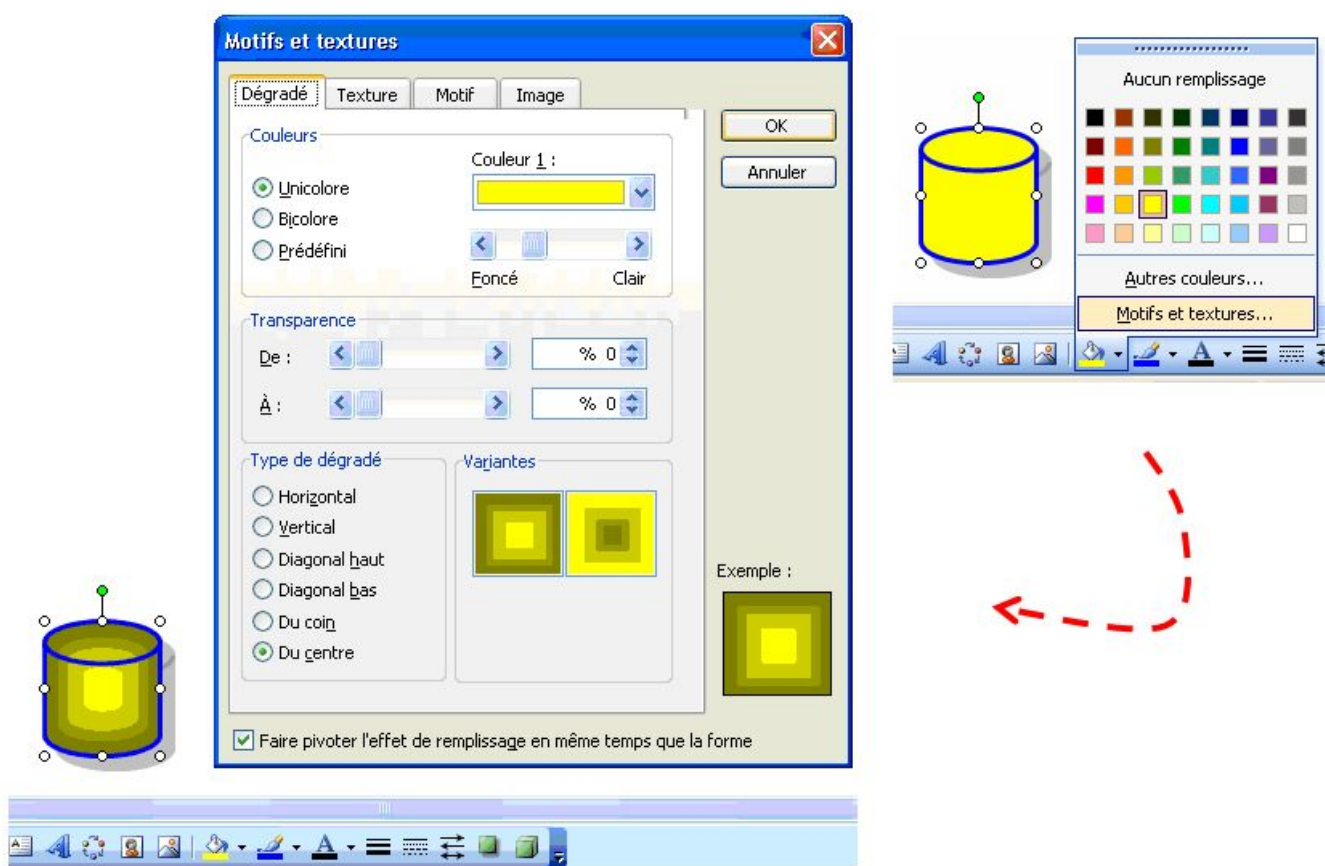 Motifs et textures
Dégradé Texture Motif Image
OK
Annuler
Couleurs
Couleur 1 :
Unicolore
Bicolore
Prédéfini
Foncé Clair
Transparence
De : % 0
À : % 0
Type de dégradé
Horizontal
Vertical
Diagonal haut
Diagonal bas
Du coin
Du centre
Variantes
Exemple :
Faire pivoter l'effet de remplissage en même temps que la forme
Aucun remplissage
Autres couleurs...
Motifs et textures...